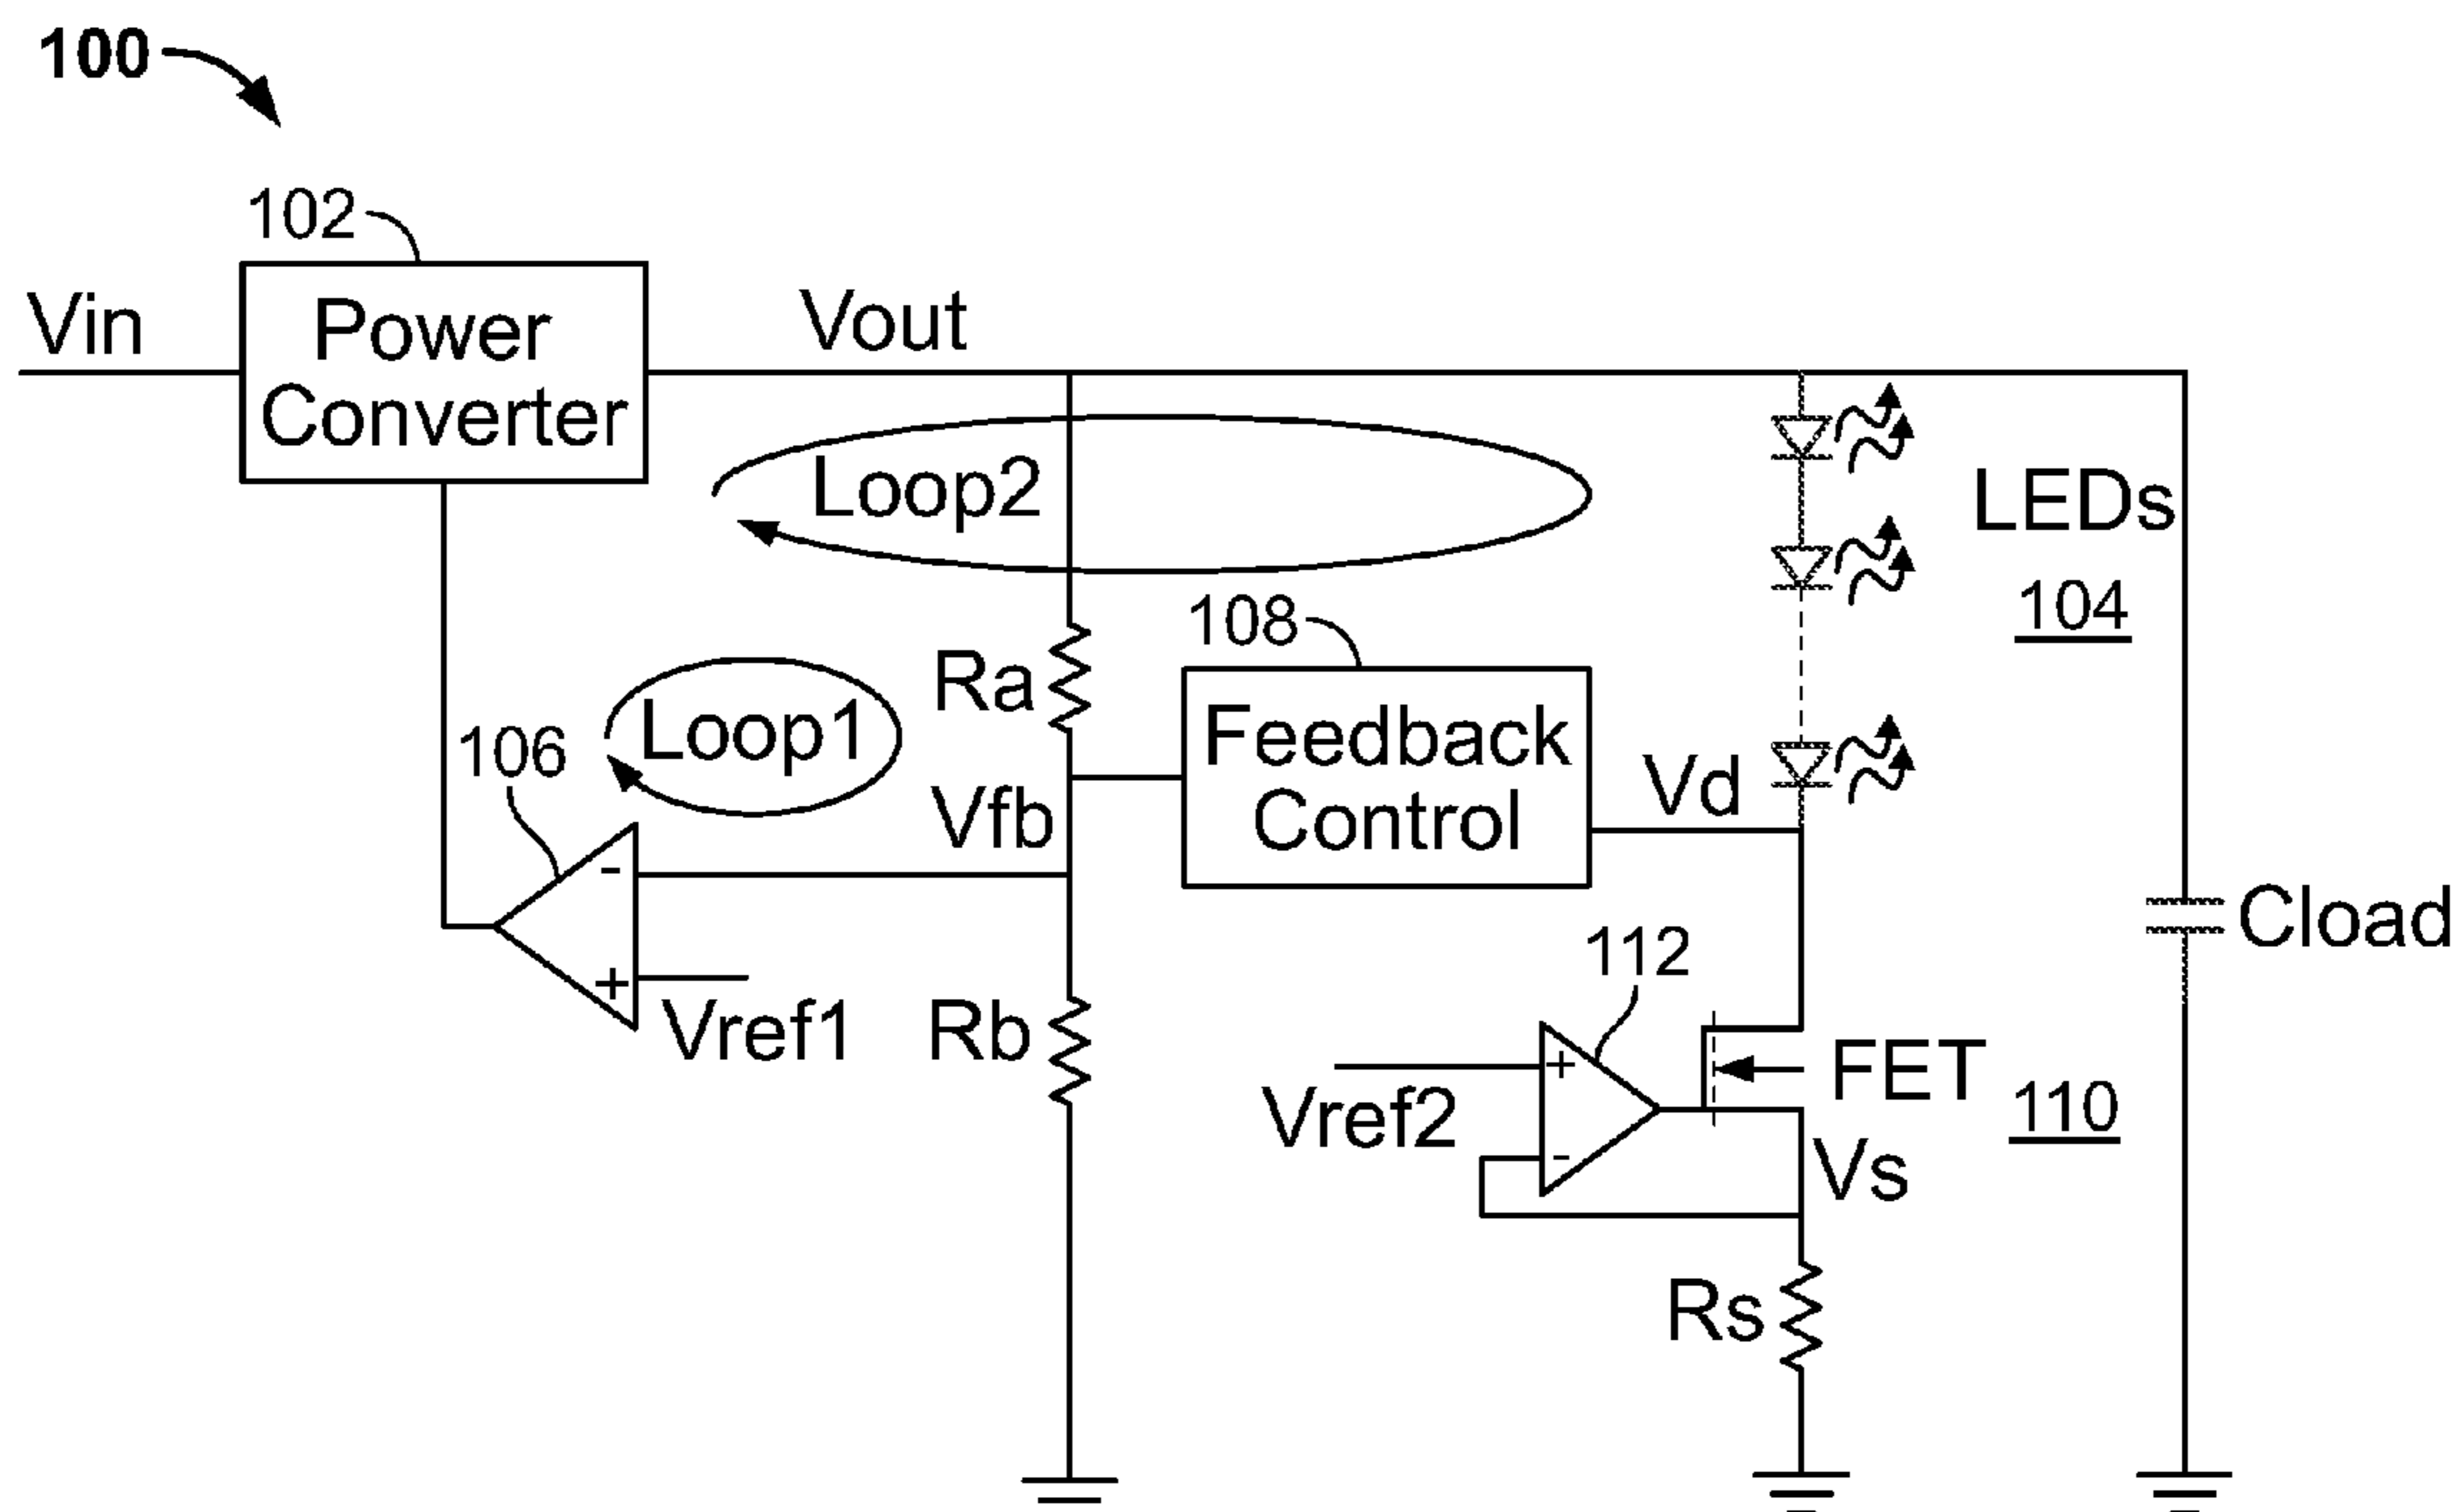 100
102
Vin
Power
Converter
Vout
Loop2
LEDs
104
108
Ra
Loop1
106
Feedback
Control
Vd
Vfb
-
+
Vref1
Cload
112
Rb
+
-
Vref2
FET
110
Vs
Rs